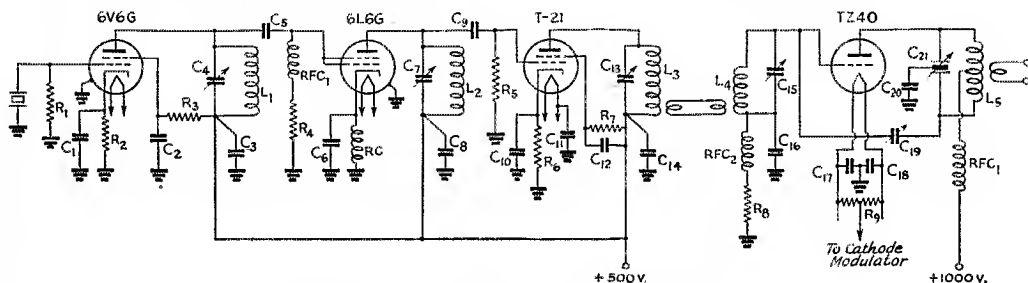 6V6G
6L6G
T-21
TZ40
C5
C9
C4
L1
RFC1
C7
L2
R5
C13
L3
L4
C15
C21
C20
L5
R1
R3
R4
R7
C1
R2
C2
C3
C6
RC
C8
C10
R6
C11
C12
C14
RFC2
C16
R8
C19
C17
C18
R9
RFC1
To Cathode
Modulator
+500V.
+1000V.